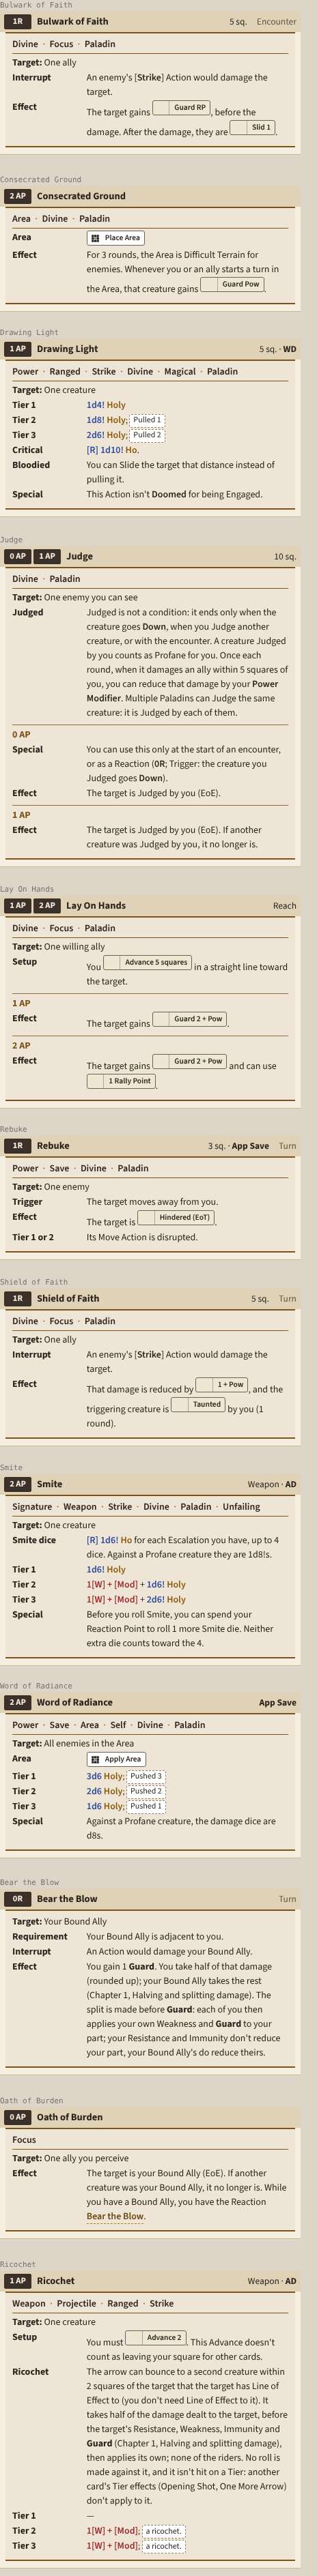 Bulwark of Faith
1R Bulwark of Faith 5 sq. Encounter
Divine · Focus · Paladin
Target: One ally
Interrupt An enemy's [Strike] Action would damage the
target.
Effect The target gains Guard RP, before the
damage. After the damage, they are Slid 1.
Consecrated Ground
2 AP Consecrated Ground
Area · Divine · Paladin
Area Place Area
Effect For 3 rounds, the Area is Difficult Terrain for
enemies. Whenever you or an ally starts a turn in
the Area, that creature gains Guard Pow.
Drawing Light
1 AP Drawing Light 5 sq. · WD
Power · Ranged · Strike · Divine · Magical · Paladin
Target: One creature
Tier 1 1d4! Holy
Tier 2 1d8! Holy; Pulled 1
Tier 3 2d6! Holy; Pulled 2
Critical [R] 1d10! Ho.
Bloodied You can Slide the target that distance instead of
pulling it.
Special This Action isn't Doomed for being Engaged.
Judge
0 AP 1 AP Judge 10 sq.
Divine · Paladin
Target: One enemy you can see
Judged Judged is not a condition: it ends only when the
creature goes Down, when you Judge another
creature, or with the encounter. A creature Judged
by you counts as Profane for you. Once each
round, when it damages an ally within 5 squares of
you, you can reduce that damage by your Power
Modifier. Multiple Paladins can Judge the same
creature: it is Judged by each of them.
0 AP
Special You can use this only at the start of an encounter,
or as a Reaction (0R; Trigger: the creature you
Judged goes Down).
Effect The target is Judged by you (EoE).
1 AP
Effect The target is Judged by you (EoE). If another
creature was Judged by you, it no longer is.
Lay On Hands
1 AP 2 AP Lay On Hands Reach
Divine · Focus · Paladin
Target: One willing ally
Setup You Advance 5 squares in a straight line toward
the target.
1 AP
Effect The target gains Guard 2 + Pow.
2 AP
Effect The target gains Guard 2 + Pow and can use
1 Rally Point.
Rebuke
1R Rebuke 3 sq. · App Save Turn
Power · Save · Divine · Paladin
Target: One enemy
Trigger The target moves away from you.
Effect The target is Hindered (EoT).
Tier 1 or 2 Its Move Action is disrupted.
Shield of Faith
1R Shield of Faith 5 sq. Turn
Divine · Focus · Paladin
Target: One ally
Interrupt An enemy's [Strike] Action would damage the
target.
Effect That damage is reduced by 1 + Pow, and the
triggering creature is Taunted by you (1
round).
Smite
2 AP Smite Weapon · AD
Signature · Weapon · Strike · Divine · Paladin · Unfailing
Target: One creature
Smite dice [R] 1d6! Ho for each Escalation you have, up to 4
dice. Against a Profane creature they are 1d8!s.
Tier 1 1d6! Holy
Tier 2 1[W] + [Mod] + 1d6! Holy
Tier 3 1[W] + [Mod] + 2d6! Holy
Special Before you roll Smite, you can spend your
Reaction Point to roll 1 more Smite die. Neither
extra die counts toward the 4.
Word of Radiance
2 AP Word of Radiance App Save
Power · Save · Area · Self · Divine · Paladin
Target: All enemies in the Area
Area Apply Area
Tier 1 3d6 Holy; Pushed 3
Tier 2 2d6 Holy; Pushed 2
Tier 3 1d6 Holy; Pushed 1
Special Against a Profane creature, the damage dice are
d8s.
Bear the Blow
0R Bear the Blow Turn
Target: Your Bound Ally
Requirement Your Bound Ally is adjacent to you.
Interrupt An Action would damage your Bound Ally.
Effect You gain 1 Guard. You take half of that damage
(rounded up); your Bound Ally takes the rest
(Chapter 1, Halving and splitting damage). The
split is made before Guard: each of you then
applies your own Weakness and Guard to your
part; your Resistance and Immunity don't reduce
your part, your Bound Ally's do reduce theirs.
Oath of Burden
0 AP Oath of Burden
Focus
Target: One ally you perceive
Effect The target is your Bound Ally (EoE). If another
creature was your Bound Ally, it no longer is. While
you have a Bound Ally, you have the Reaction
Bear the Blow.
Ricochet
1 AP Ricochet Weapon · AD
Weapon · Projectile · Ranged · Strike
Target: One creature
Setup You must Advance 2. This Advance doesn't
count as leaving your square for other cards.
Ricochet The arrow can bounce to a second creature within
2 squares of the target that the target has Line of
Effect to (you don't need Line of Effect to it). It
takes half of the damage dealt to the target, before
the target's Resistance, Weakness, Immunity and
Guard (Chapter 1, Halving and splitting damage),
then applies its own; none of the riders. No roll is
made against it, and it isn't hit on a Tier: another
card's Tier effects (Opening Shot, One More Arrow)
don't apply to it.
Tier 1 —
Tier 2 1[W] + [Mod]; a ricochet.
Tier 3 1[W] + [Mod]; a ricochet.